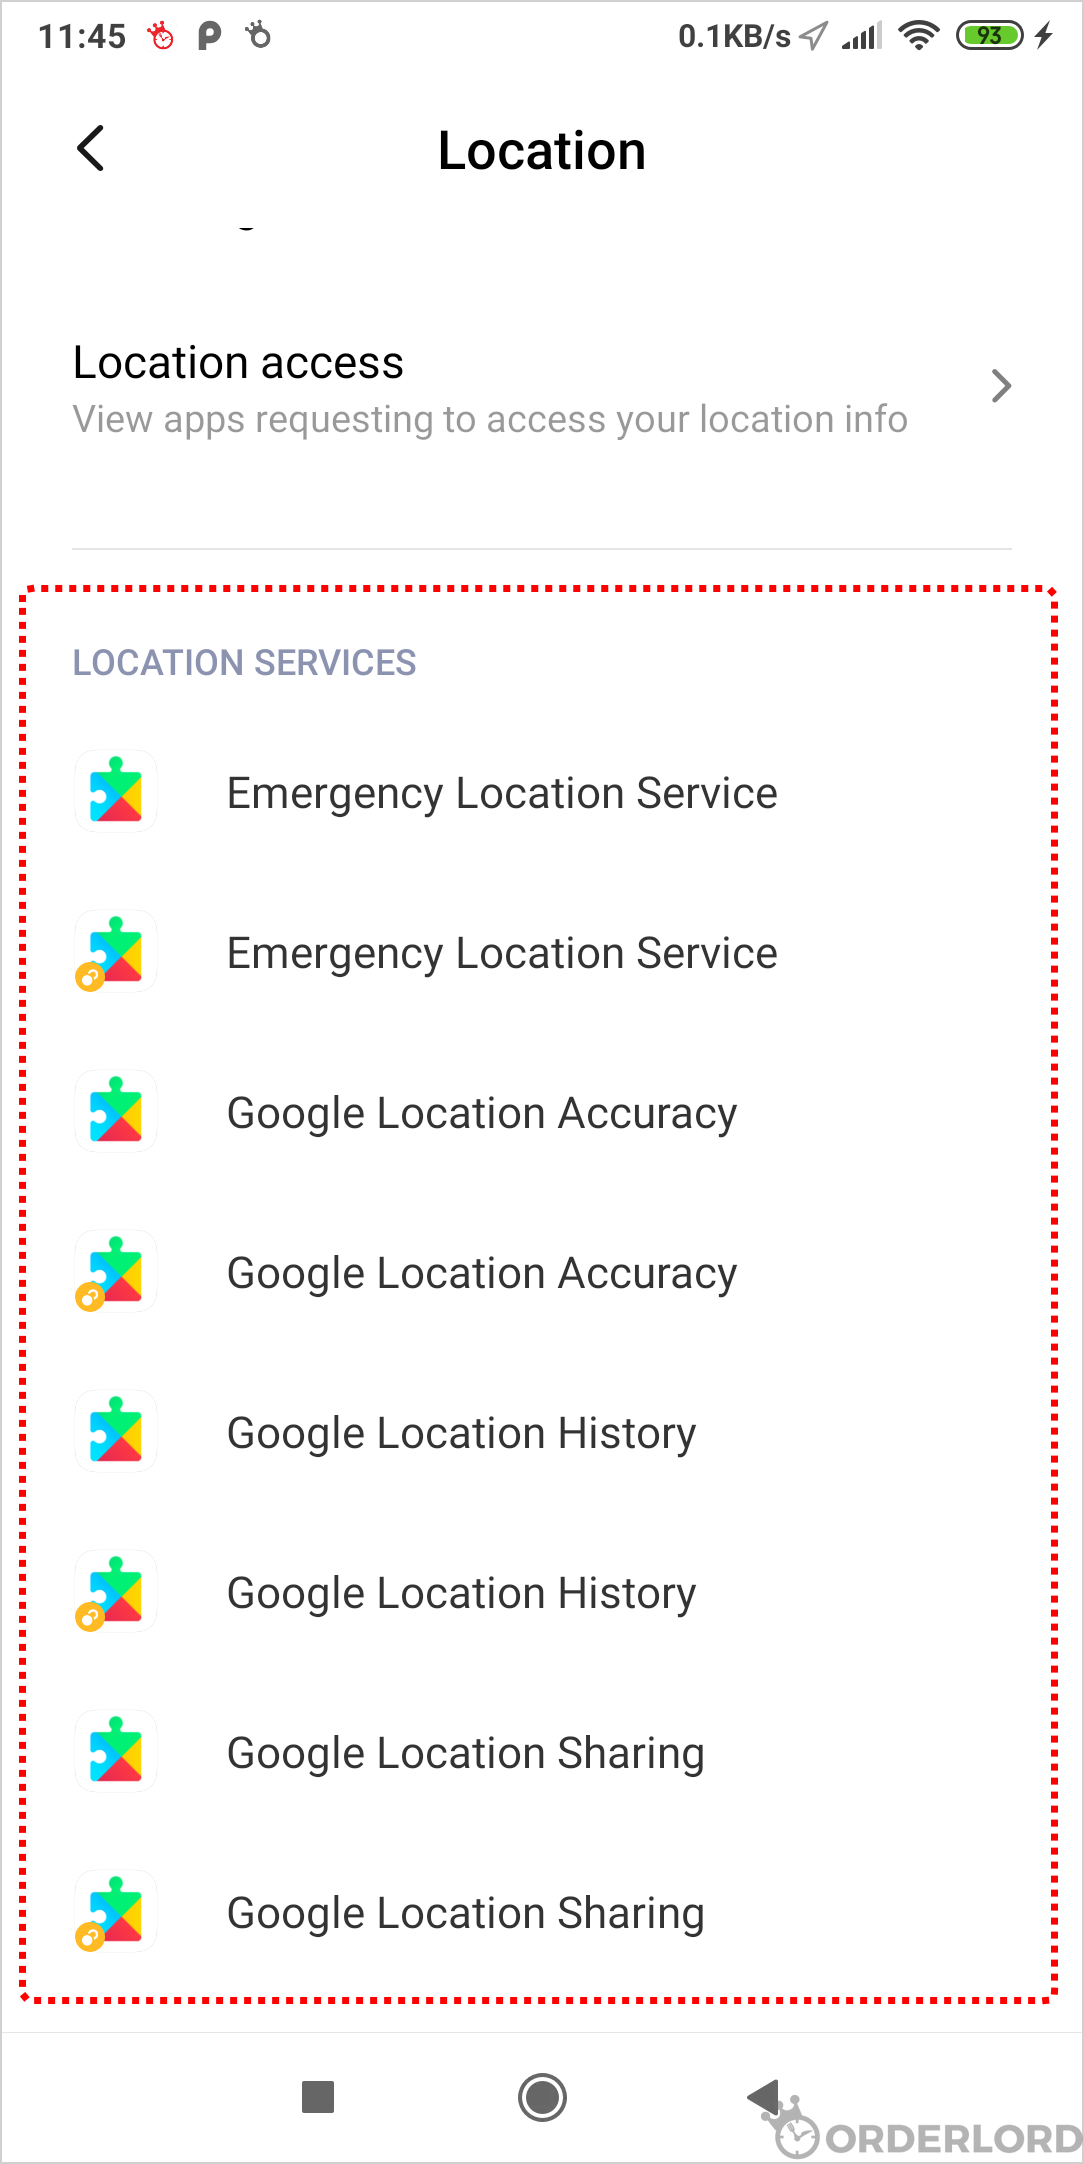 11:45 0.1KB/s 93
Location
Location access
View apps requesting to access your location info
LOCATION SERVICES
Emergency Location Service
Emergency Location Service
Google Location Accuracy
Google Location Accuracy
Google Location History
Google Location History
Google Location Sharing
Google Location Sharing
ORDERLORD